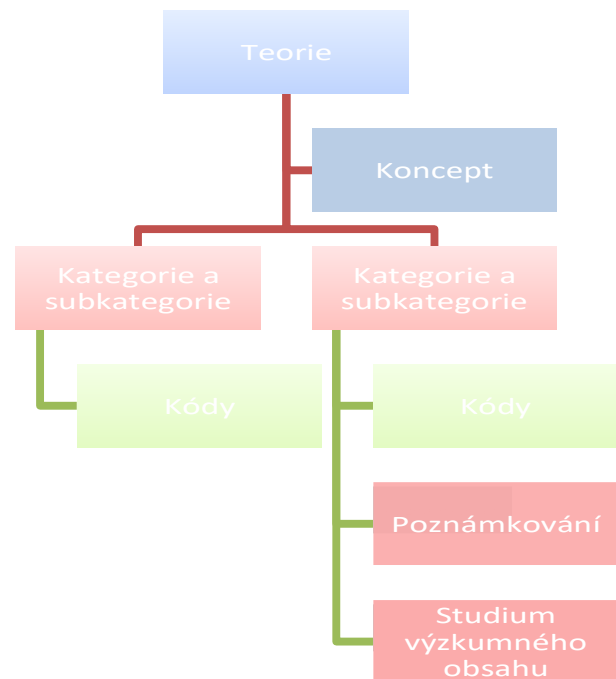 Teorie
Koncept
Kategorie a
subkategorie
Kategorie a
subkategorie
Kódy
Kódy
Poznámkování
Studium
výzkumného
obsahu